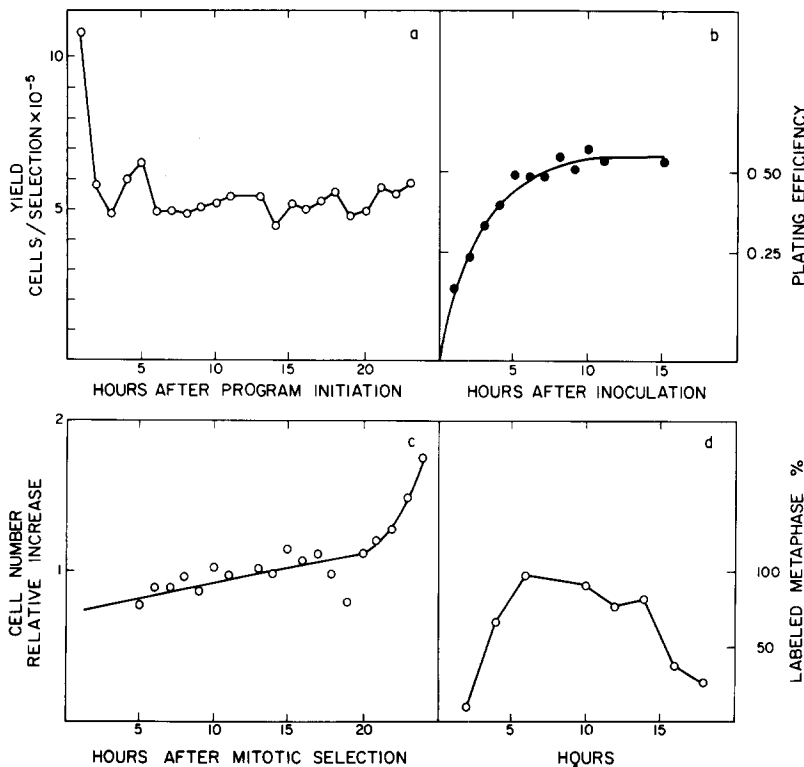 a
10
5
YIELD
CELLS/SELECTION×10⁻⁵
5
10
15
20
HOURS AFTER PROGRAM INITIATION
b
0.50
0.25
PLATING EFFICIENCY
5
10
15
HOURS AFTER INOCULATION
c
2
1
CELL NUMBER
RELATIVE INCREASE
5
10
15
20
HOURS AFTER MITOTIC SELECTION
d
100
50
LABELED METAPHASE %
5
10
15
HOURS